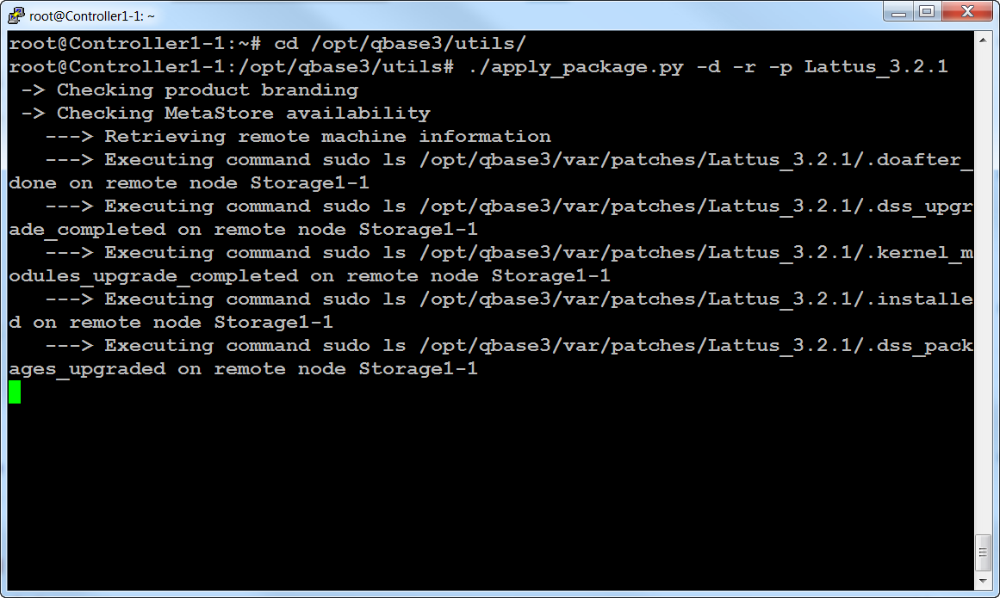 root@Controller1-1: ~
root@Controller1-1:~# cd /opt/qbase3/utils/
root@Controller1-1:/opt/qbase3/utils# ./apply_package.py -d -r -p Lattus_3.2.1
 -> Checking product branding
 -> Checking MetaStore availability
   ---> Retrieving remote machine information
   ---> Executing command sudo ls /opt/qbase3/var/patches/Lattus_3.2.1/.doafter_
done on remote node Storage1-1
   ---> Executing command sudo ls /opt/qbase3/var/patches/Lattus_3.2.1/.dss_upgr
ade_completed on remote node Storage1-1
   ---> Executing command sudo ls /opt/qbase3/var/patches/Lattus_3.2.1/.kernel_m
odules_upgrade_completed on remote node Storage1-1
   ---> Executing command sudo ls /opt/qbase3/var/patches/Lattus_3.2.1/.installe
d on remote node Storage1-1
   ---> Executing command sudo ls /opt/qbase3/var/patches/Lattus_3.2.1/.dss_pack
ages_upgraded on remote node Storage1-1